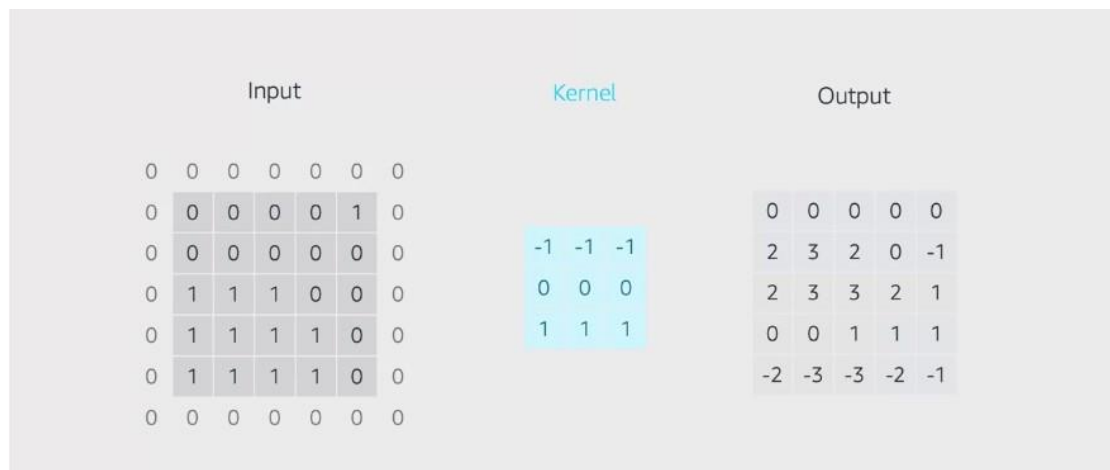 Input Kernel Output
0 0 0 0 0 0 0
0 0 0 0 0 1 0
0 0 0 0 0 0 0
0 1 1 1 0 0 0
0 1 1 1 1 0 0
0 1 1 1 1 0 0
0 0 0 0 0 0 0
-1 -1 -1
0 0 0
1 1 1
0 0 0 0 0
2 3 2 0 -1
2 3 3 2 1
0 0 1 1 1
-2 -3 -3 -2 -1